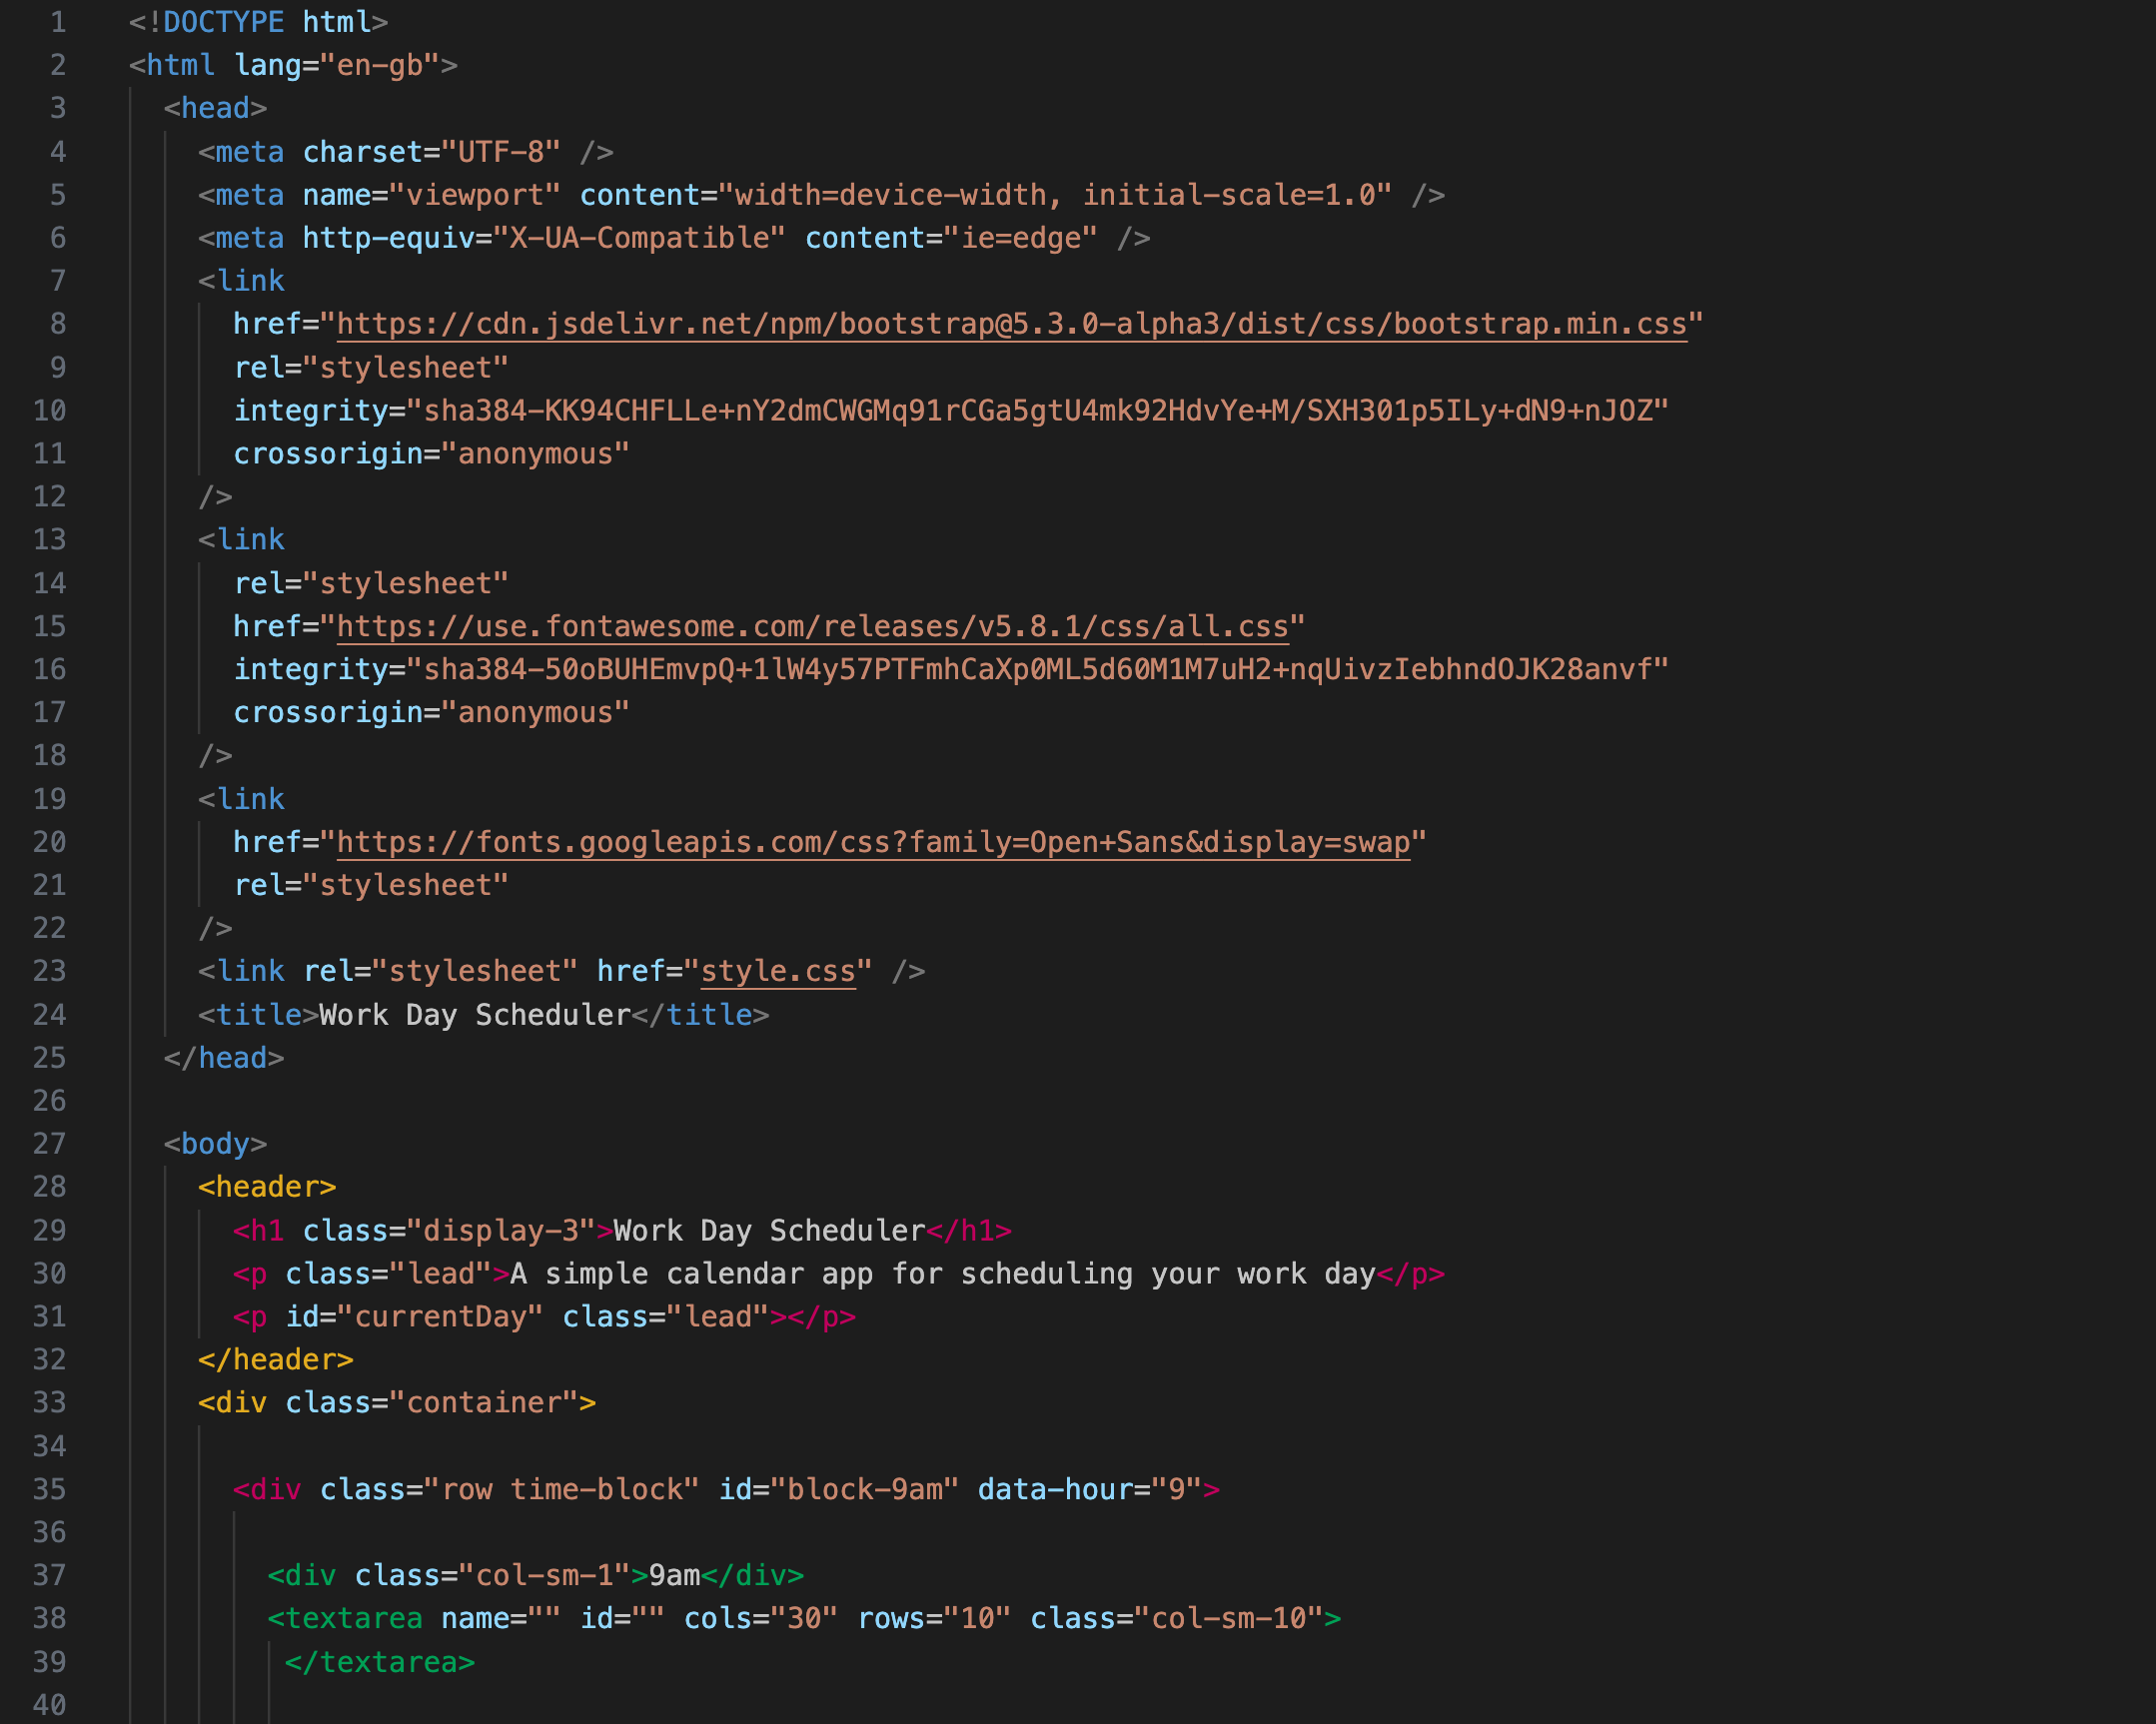 1 <!DOCTYPE html>
2 <html lang="en-gb">
3 <head>
4 <meta charset="UTF-8" />
5 <meta name="viewport" content="width=device-width, initial-scale=1.0" />
6 <meta http-equiv="X-UA-Compatible" content="ie=edge" />
7 <link
8 href="https://cdn.jsdelivr.net/npm/bootstrap@5.3.0-alpha3/dist/css/bootstrap.min.css"
9 rel="stylesheet"
10 integrity="sha384-KK94CHFLLe+nY2dmCWGMq91rCGa5gtU4mk92HdvYe+M/SXH301p5ILy+dN9+nJOZ"
11 crossorigin="anonymous"
12 />
13 <link
14 rel="stylesheet"
15 href="https://use.fontawesome.com/releases/v5.8.1/css/all.css"
16 integrity="sha384-50oBUHEmvpQ+1lW4y57PTFmhCaXp0ML5d60M1M7uH2+nqUivzIebhndOJK28anvf"
17 crossorigin="anonymous"
18 />
19 <link
20 href="https://fonts.googleapis.com/css?family=Open+Sans&display=swap"
21 rel="stylesheet"
22 />
23 <link rel="stylesheet" href="style.css" />
24 <title>Work Day Scheduler</title>
25 </head>
26
27 <body>
28 <header>
29 <h1 class="display-3">Work Day Scheduler</h1>
30 <p class="lead">A simple calendar app for scheduling your work day</p>
31 <p id="currentDay" class="lead"></p>
32 </header>
33 <div class="container">
34
35 <div class="row time-block" id="block-9am" data-hour="9">
36
37 <div class="col-sm-1">9am</div>
38 <textarea name="" id="" cols="30" rows="10" class="col-sm-10">
39 </textarea>
40